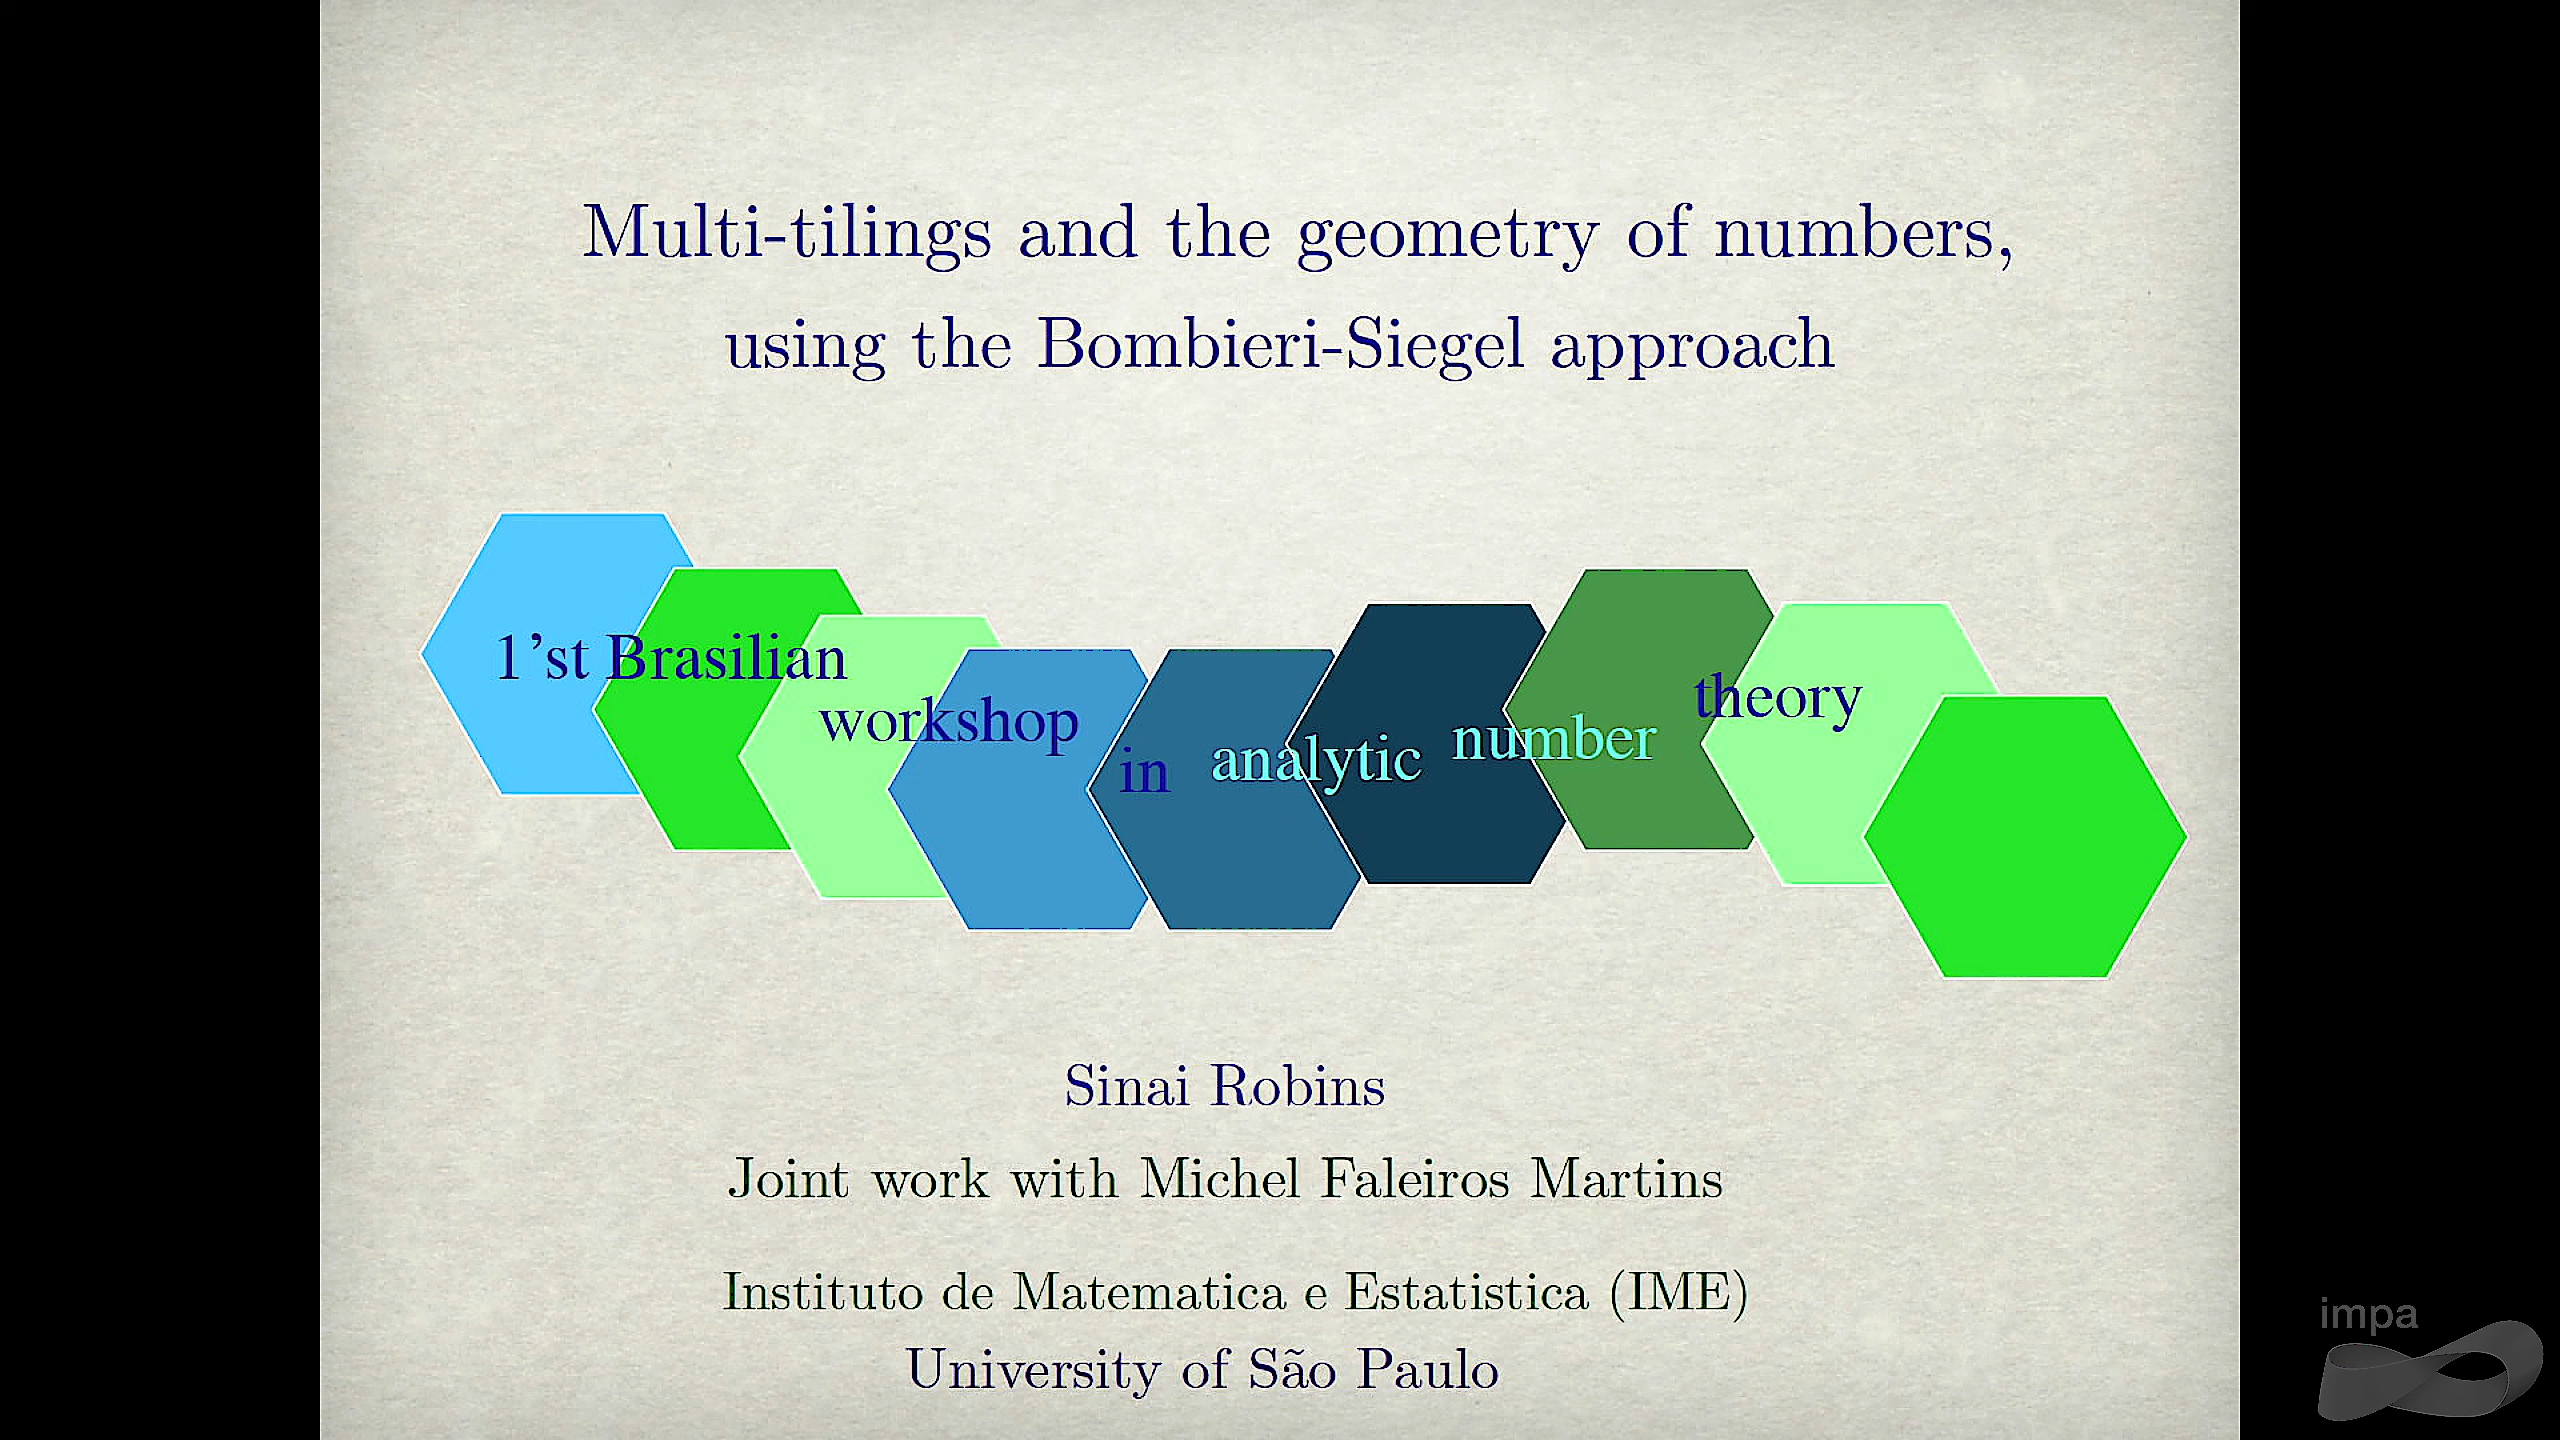 Multi-tilings and the geometry of numbers,
using the Bombieri-Siegel approach
1'st Brasilian
workshop
in
analytic
number
theory
Sinai Robins
Joint work with Michel Faleiros Martins
Instituto de Matematica e Estatistica (IME)
University of São Paulo
impa